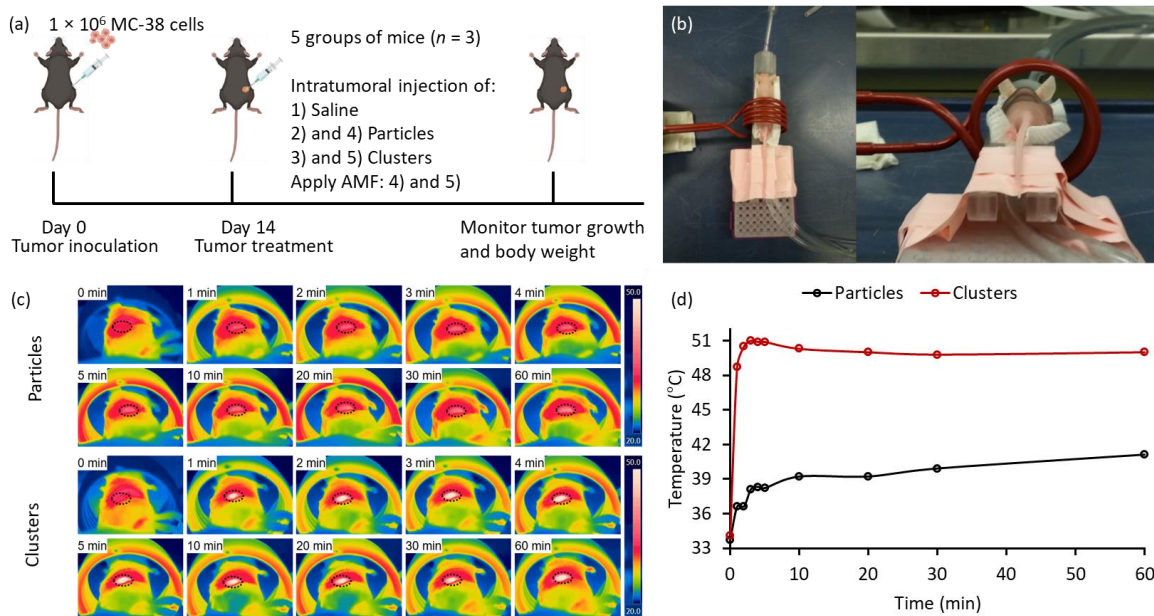 (a)
1 × 10⁶ MC-38 cells
5 groups of mice (n = 3)
Intratumoral injection of:
1) Saline
2) and 4) Particles
3) and 5) Clusters
Apply AMF: 4) and 5)
Day 0
Tumor inoculation
Day 14
Tumor treatment
Monitor tumor growth
and body weight
(b)
(c)
Particles
0 min
1 min
2 min
3 min
4 min
50.0
5 min
10 min
20 min
30 min
60 min
20.0
Clusters
0 min
1 min
2 min
3 min
4 min
50.0
5 min
10 min
20 min
30 min
60 min
20.0
(d)
Particles
Clusters
Temperature (°C)
51
48
45
42
39
36
33
0
10
20
30
40
50
60
Time (min)